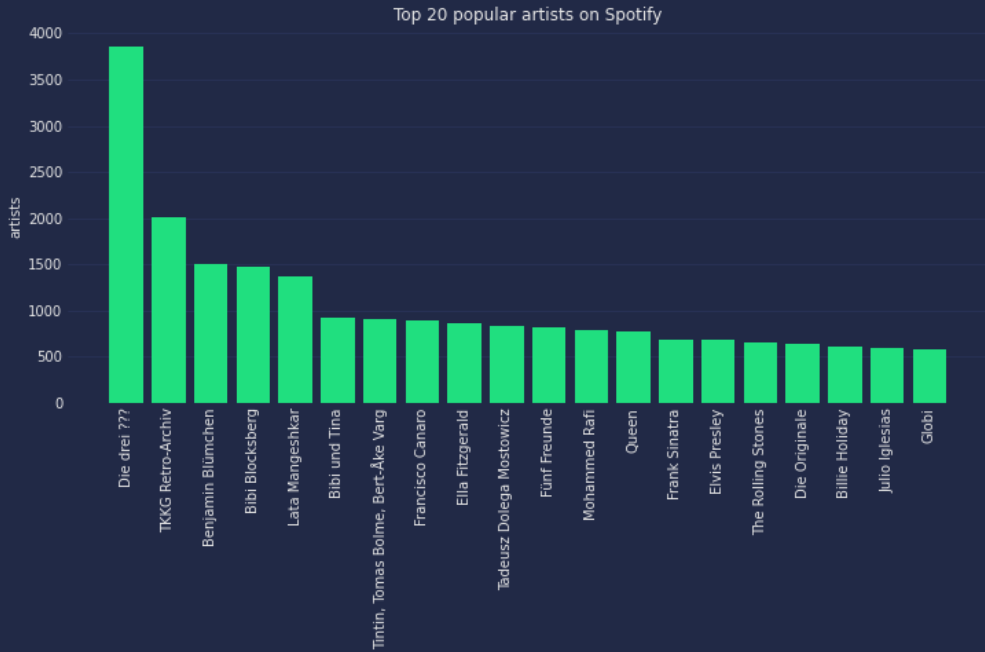 Top 20 popular artists on Spotify
4000
3500
3000
2500
2000
1500
1000
500
0
artists
Die drei ???
TKKG Retro-Archiv
Benjamin Blümchen
Bibi Blocksberg
Lata Mangeshkar
Bibi und Tina
Tintin, Tomas Bolme, Bert-Åke Varg
Francisco Canaro
Ella Fitzgerald
Tadeusz Dolega Mostowicz
Fünf Freunde
Mohammed Rafi
Queen
Frank Sinatra
Elvis Presley
The Rolling Stones
Die Originale
Billie Holiday
Julio Iglesias
Globi